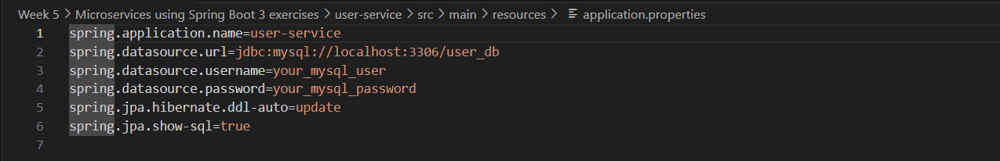 Week 5 > Microservices using Spring Boot 3 exercises > user-service > src > main > resources > application.properties
1 spring.application.name=user-service
2 spring.datasource.url=jdbc:mysql://localhost:3306/user_db
3 spring.datasource.username=your_mysql_user
4 spring.datasource.password=your_mysql_password
5 spring.jpa.hibernate.ddl-auto=update
6 spring.jpa.show-sql=true
7